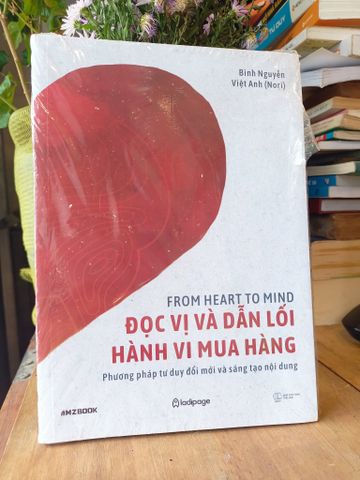 Bình Nguyễn
Việt Anh (Nori)
FROM HEART TO MIND
ĐỌC VỊ VÀ DẪN LỐI
HÀNH VI MUA HÀNG
Phương pháp tư duy đổi mới và sáng tạo nội dung
AMZBOOK
ladipage